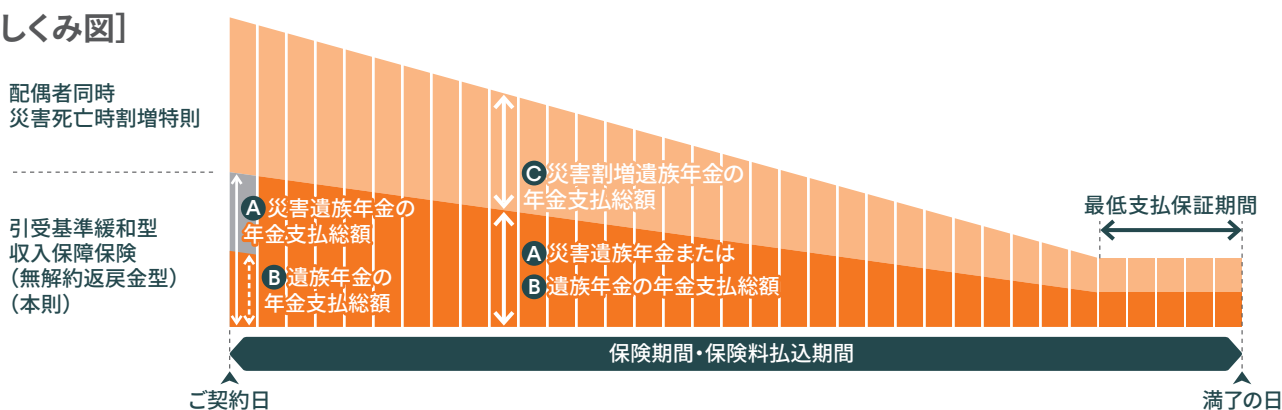 しくみ図]
配偶者同時
災害死亡時割増特則
引受基準緩和型
収入保障保険
(無解約返戻金型)
(本則)
A 災害遺族年金の
年金支払総額
B 遺族年金の
年金支払総額
C 災害割増遺族年金の
年金支払総額
A 災害遺族年金または
B 遺族年金の年金支払総額
最低支払保証期間
保険期間・保険料払込期間
ご契約日
満了の日